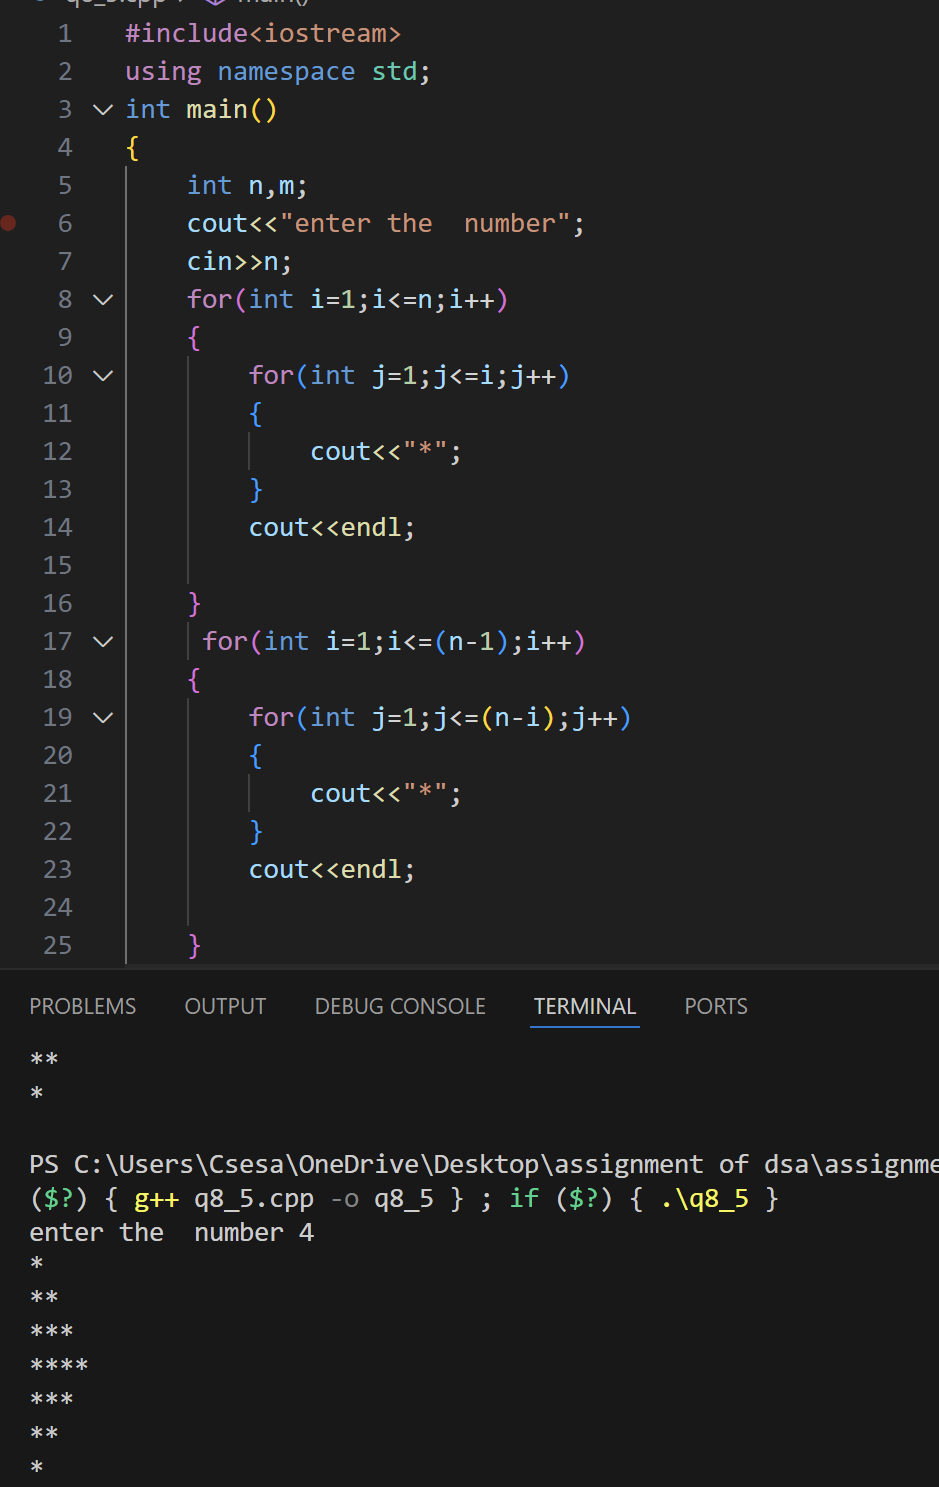 main()
1 #include<iostream>
2 using namespace std;
3 int main()
4 {
5 int n,m;
6 cout<<"enter the  number";
7 cin>>n;
8 for(int i=1;i<=n;i++)
9 {
10 for(int j=1;j<=i;j++)
11 {
12 cout<<"*";
13 }
14 cout<<endl;
15
16 }
17 for(int i=1;i<=(n-1);i++)
18 {
19 for(int j=1;j<=(n-i);j++)
20 {
21 cout<<"*";
22 }
23 cout<<endl;
24
25 }
PROBLEMS OUTPUT DEBUG CONSOLE TERMINAL PORTS
**
*
PS C:\Users\Csesa\OneDrive\Desktop\assignment of dsa\assignme
($?) { g++ q8_5.cpp -o q8_5 } ; if ($?) { .\q8_5 }
enter the  number 4
*
**
***
****
***
**
*